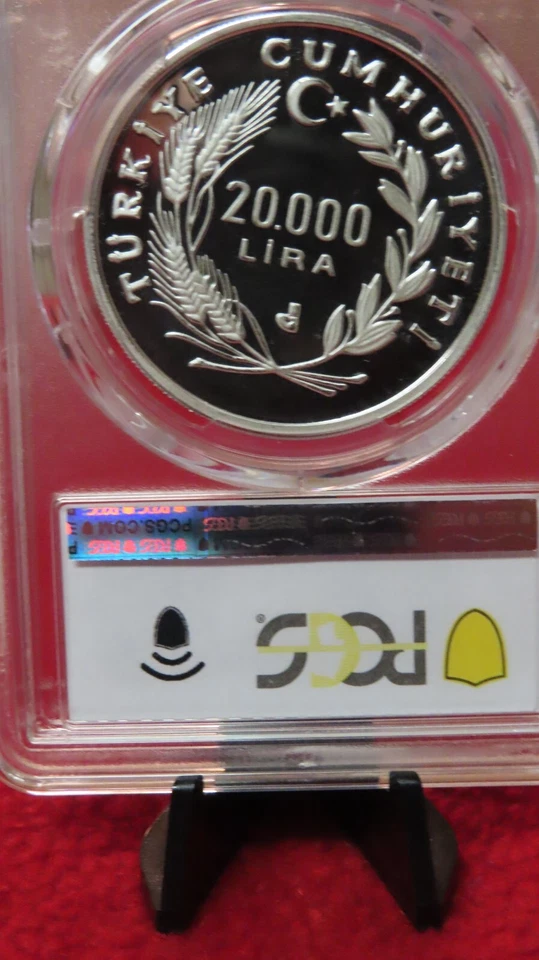 TÜRKİYE CUMHURİYETİ
20.000
LİRA
P
PCGS.COM
PCGS®